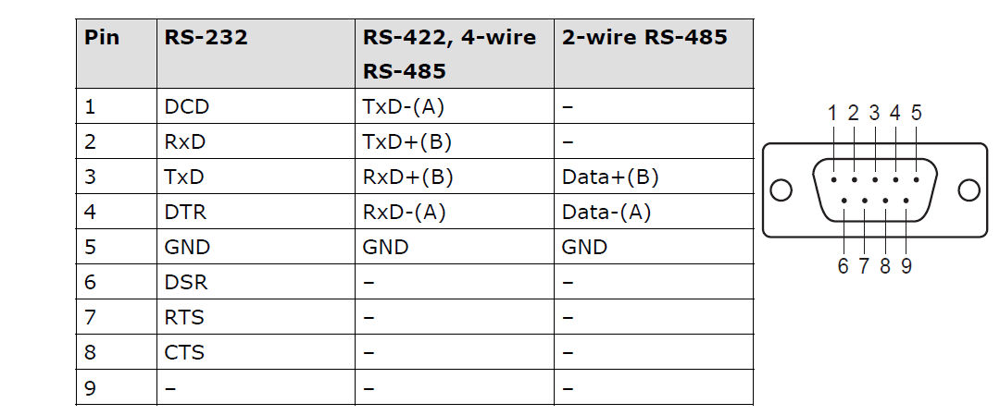 Pin RS-232 RS-422, 4-wire RS-485 2-wire RS-485
1 DCD TxD-(A) –
2 RxD TxD+(B) –
3 TxD RxD+(B) Data+(B)
4 DTR RxD-(A) Data-(A)
5 GND GND GND
6 DSR – –
7 RTS – –
8 CTS – –
9 – – –
1 2 3 4 5
6 7 8 9